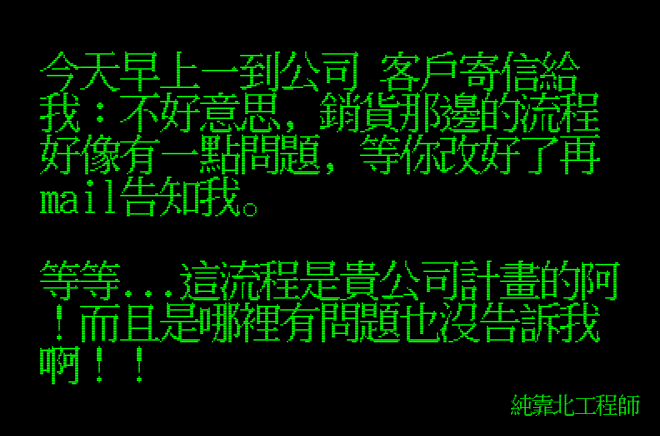 今天早上一到公司 客戶寄信給
我：不好意思，銷貨那邊的流程
好像有一點問題，等你改好了再
mail告知我。
等等...這流程是貴公司計畫的阿
！而且是哪裡有問題也沒告訴我
啊！！
純靠北工程師